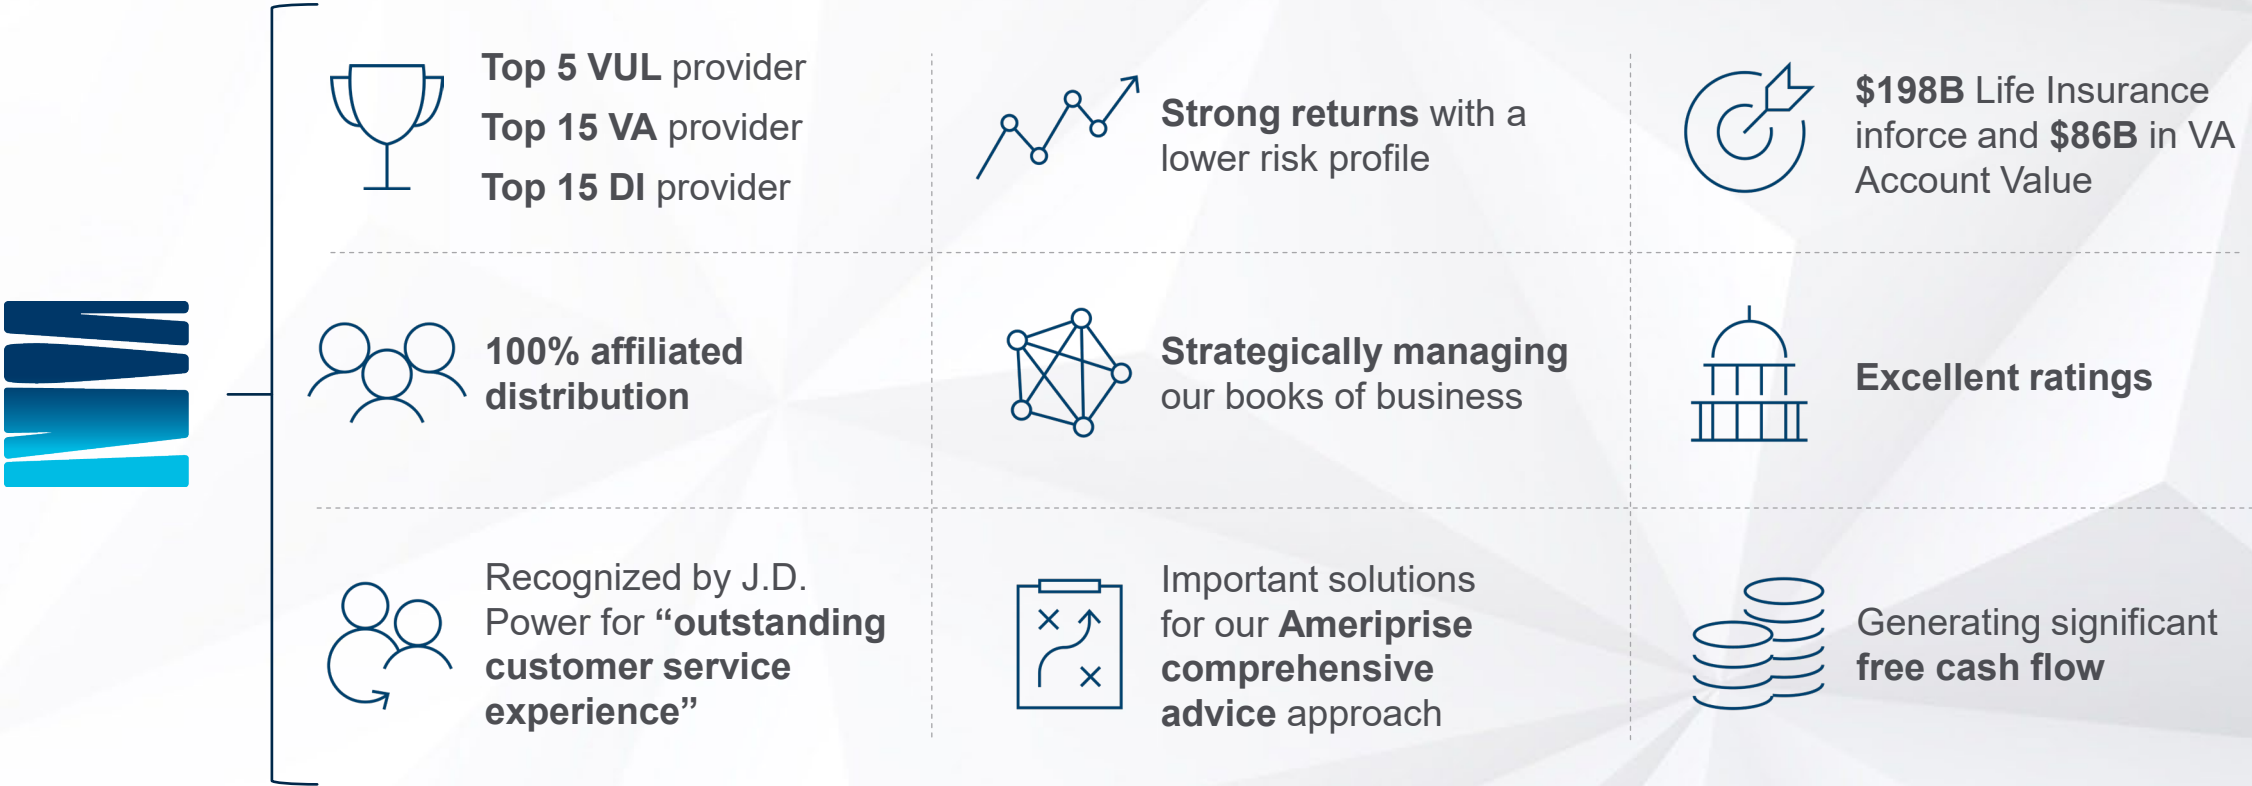 Top 5 VUL provider
Top 15 VA provider
Top 15 DI provider
Strong returns with a
lower risk profile
$198B Life Insurance
inforce and $86B in VA
Account Value
100% affiliated
distribution
Strategically managing
our books of business
Excellent ratings
Recognized by J.D.
Power for “outstanding
customer service
experience”
Important solutions
for our Ameriprise
comprehensive
advice approach
Generating significant
free cash flow